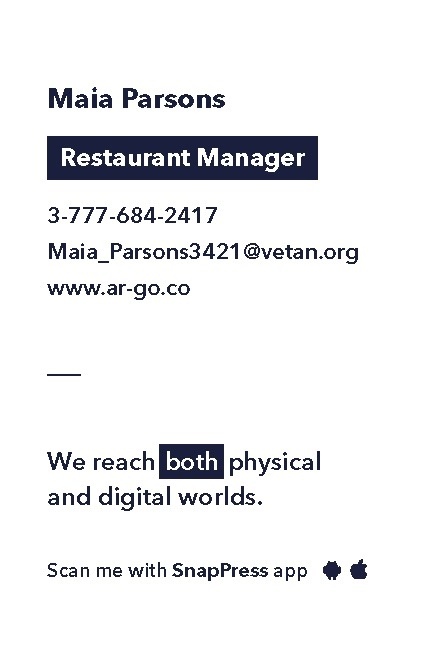 Maia Parsons
Restaurant Manager
3-777-684-2417
Maia_Parsons3421@vetan.org
www.ar-go.co
We reach both physical
and digital worlds.
Scan me with SnapPress app